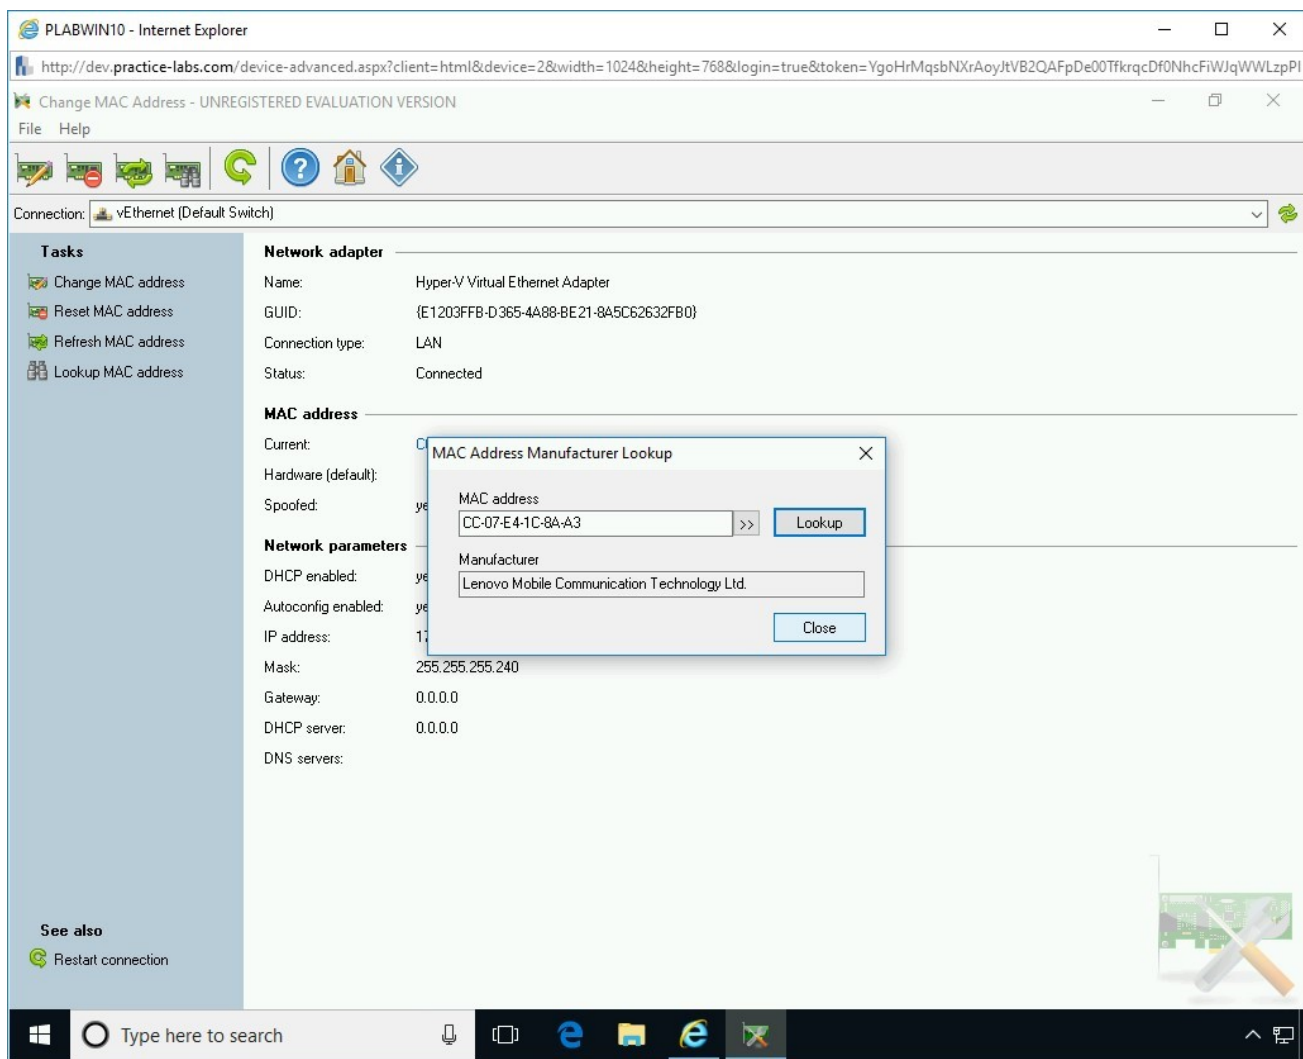 PLABWIN10 - Internet Explorer
http://dev.practice-labs.com/device-advanced.aspx?client=html&device=2&width=1024&height=768&login=true&token=YgoHrMqsbNXrAoyJtVB2QAFpDe00TfkrqcDf0NhcFiWJqWWLzpPI
Change MAC Address - UNREGISTERED EVALUATION VERSION
File Help
Connection: vEthernet (Default Switch)
Tasks
Change MAC address
Reset MAC address
Refresh MAC address
Lookup MAC address
Network adapter
Name: Hyper-V Virtual Ethernet Adapter
GUID: {E1203FFB-D365-4A88-BE21-8A5C62632FB0}
Connection type: LAN
Status: Connected
MAC address
Current:
Hardware (default):
Spoofed: ye
Network parameters
DHCP enabled: ye
Autoconfig enabled: ye
IP address: 17
Mask: 255.255.255.240
Gateway: 0.0.0.0
DHCP server: 0.0.0.0
DNS servers:
MAC Address Manufacturer Lookup
MAC address
CC-07-E4-1C-8A-A3 >> Lookup
Manufacturer
Lenovo Mobile Communication Technology Ltd.
Close
See also
Restart connection
Type here to search